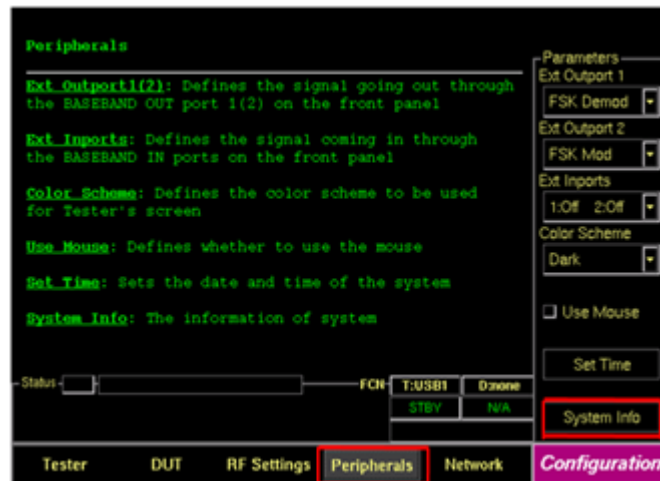 Peripherals
Ext Outport1(2): Defines the signal going out through
the BASEBAND OUT port 1(2) on the front panel
Ext Inports: Defines the signal coming in through
the BASEBAND IN ports on the front panel
Color Scheme: Defines the color scheme to be used
for Tester's screen
Use Mouse: Defines whether to use the mouse
Set Time: Sets the date and time of the system
System Info: The information of system
Parameters
Ext Outport 1
FSK Demod
Ext Outport 2
FSK Mod
Ext Inports
1:Off 2:Off
Color Scheme
Dark
Use Mouse
Set Time
System Info
Status
FCN
T:USB1 D:none
STBY N/A
Tester DUT RF Settings Peripherals Network Configuration